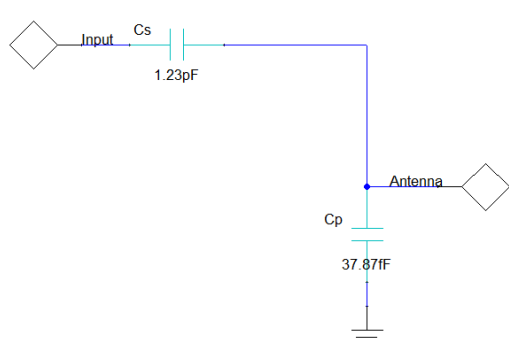 Cs
Input
1.23pF
Antenna
Cp
37.87fF